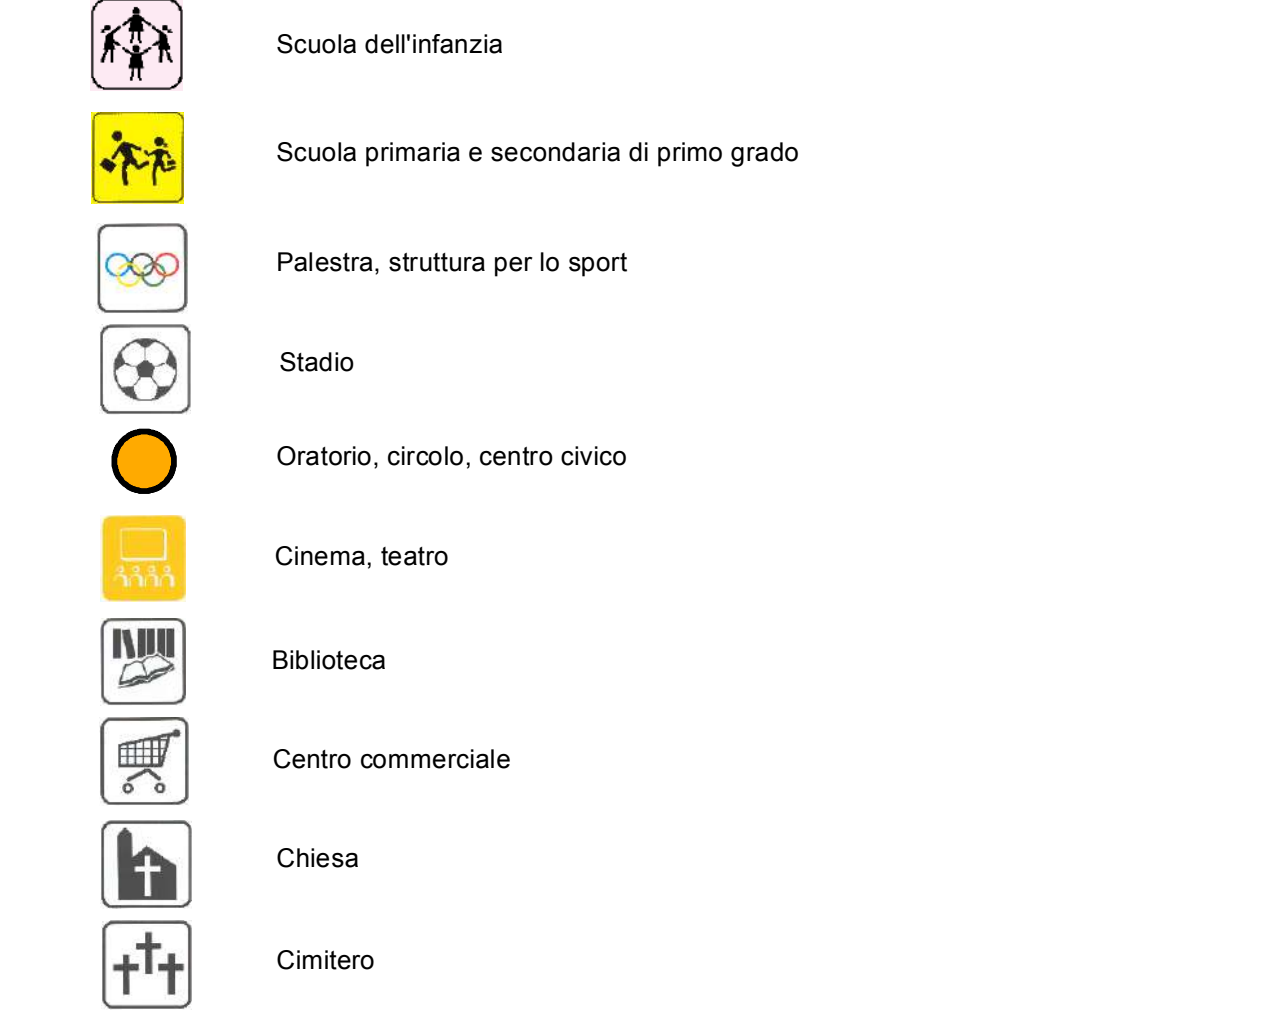 Scuola dell'infanzia
Scuola primaria e secondaria di primo grado
Palestra, struttura per lo sport
Stadio
Oratorio, circolo, centro civico
Cinema, teatro
Biblioteca
Centro commerciale
Chiesa
Cimitero